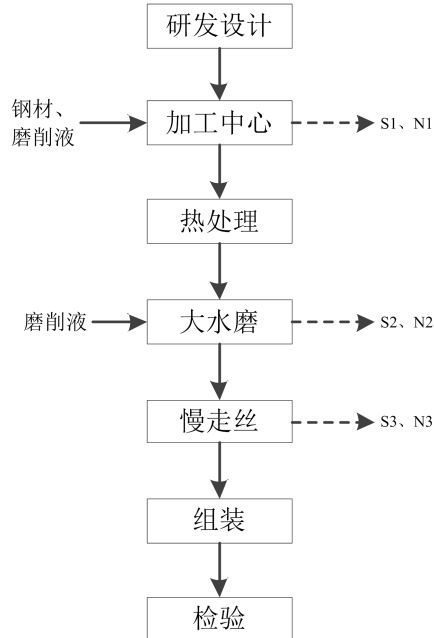 研发设计
钢材、
磨削液
加工中心
S1、N1
热处理
磨削液
大水磨
S2、N2
慢走丝
S3、N3
组装
检验